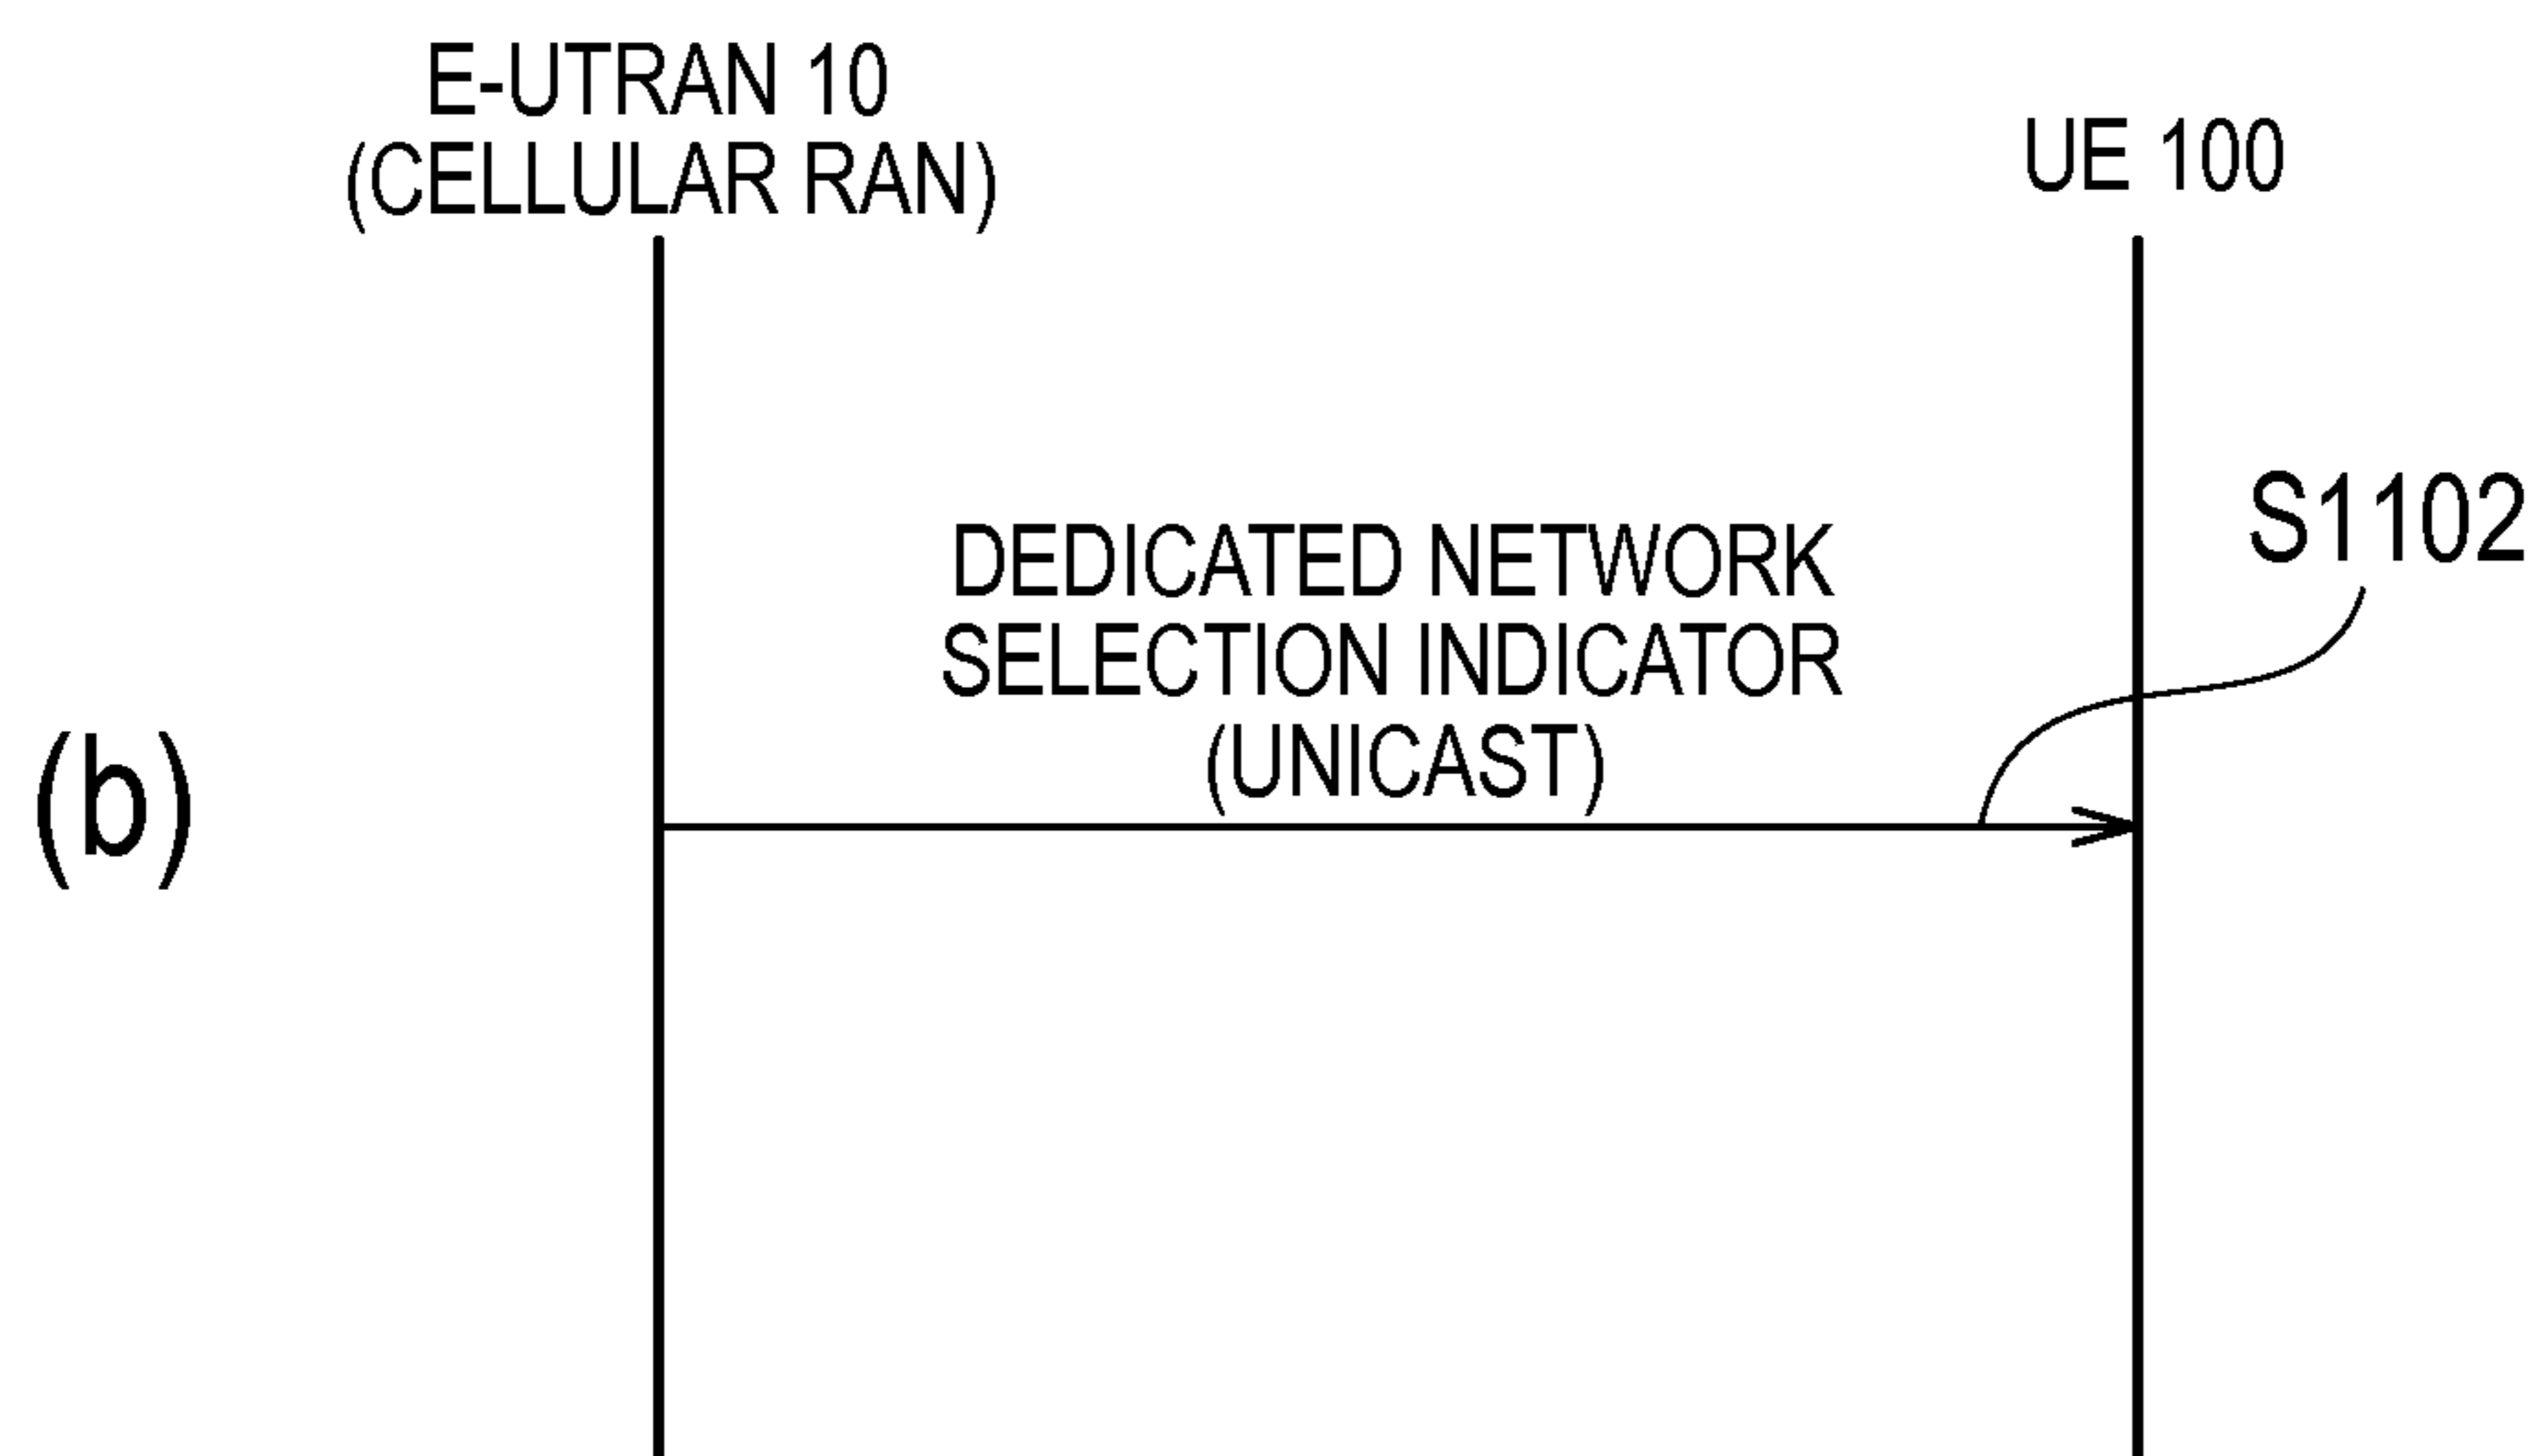 E-UTRAN 10
(CELLULAR RAN)
UE 100
S1102
DEDICATED NETWORK
SELECTION INDICATOR
(UNICAST)
(b)